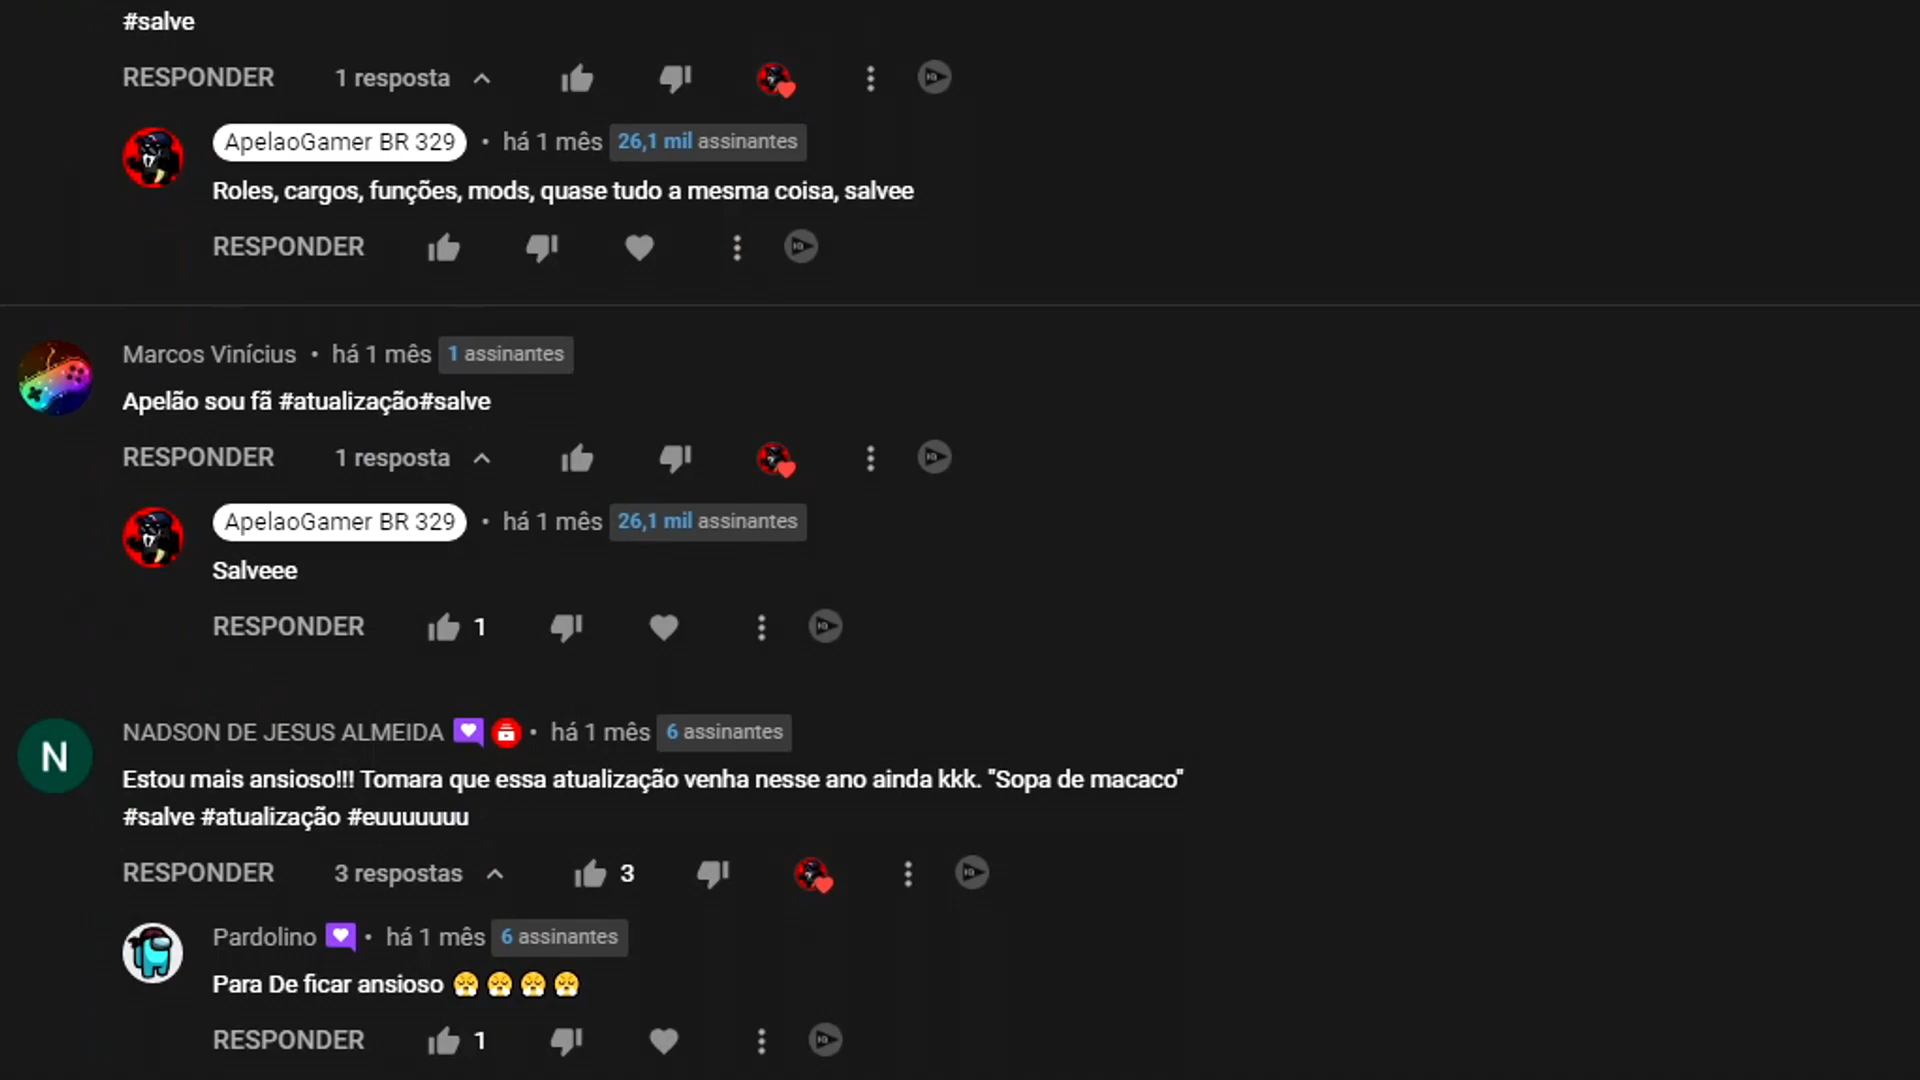 #salve
RESPONDER 1 resposta
ApelaoGamer BR 329 • há 1 mês 26,1 mil assinantes
Roles, cargos, funções, mods, quase tudo a mesma coisa, salvee
RESPONDER
Marcos Vinícius • há 1 mês 1 assinantes
Apelão sou fã #atualização#salve
RESPONDER 1 resposta
ApelaoGamer BR 329 • há 1 mês 26,1 mil assinantes
Salveee
RESPONDER 1
N
NADSON DE JESUS ALMEIDA • há 1 mês 6 assinantes
Estou mais ansioso!!! Tomara que essa atualização venha nesse ano ainda kkk. "Sopa de macaco"
#salve #atualização #euuuuuuu
RESPONDER 3 respostas 3
Pardolino • há 1 mês 6 assinantes
Para De ficar ansioso 😤 😤 😤 😤
RESPONDER 1